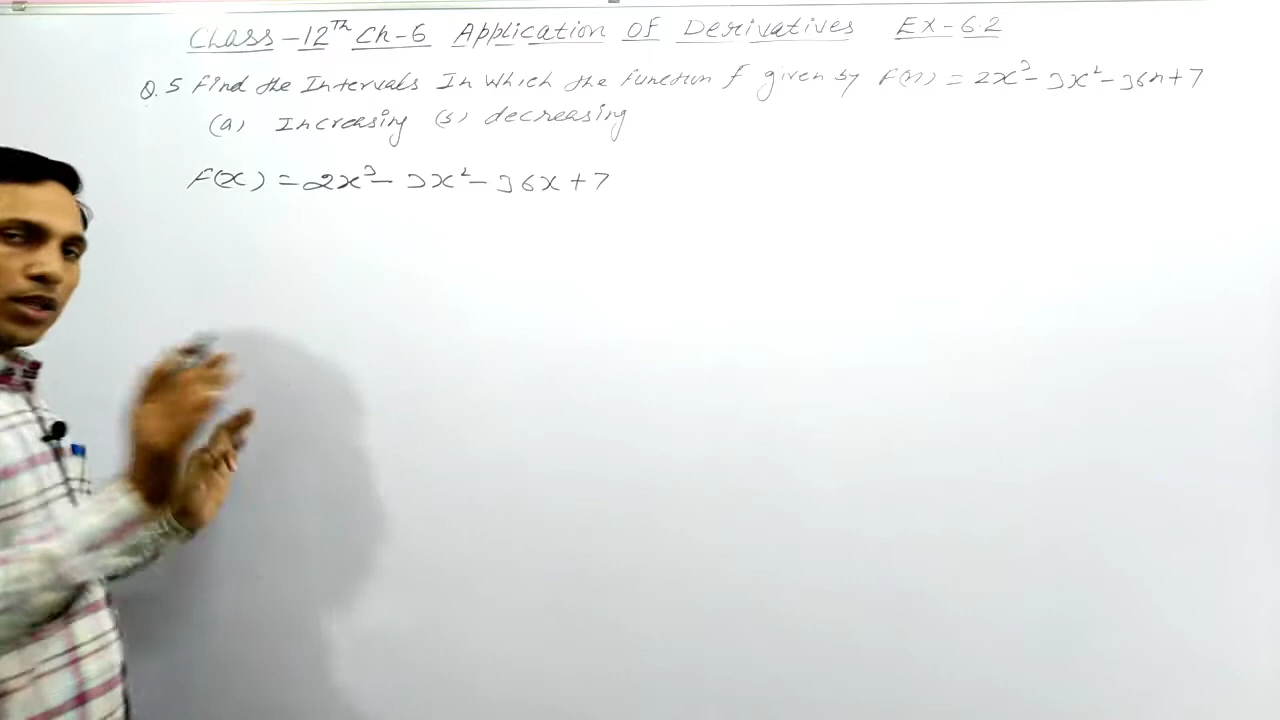 Class-12th Ch-6 Application Of Derivatives Ex-6.2
Q.5 Find the Intervals In Which the function f given by F(x) = 2x³-3x²-36x+7
(a) Increasing (b) decreasing
F(x) = 2x³-3x²-36x+7